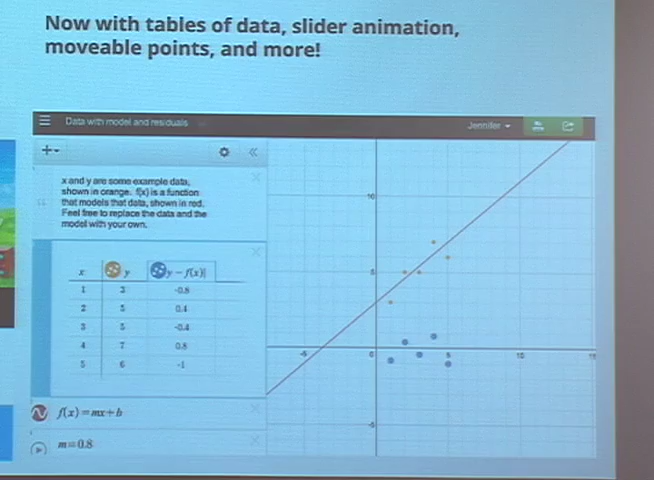 Now with tables of data, slider animation,
moveable points, and more!
Data with model and residuals
Jennifer
x and y are some example data,
shown in orange. f(x) is a function
that models that data, shown in red.
Feel free to replace the data and the
model with your own.
x y y - f(x)
1 3 -0.8
2 5 0.4
3 5 -0.4
4 7 0.8
5 6 -1
f(x) = mx + b
m = 0.8
10
5
-5 0 5 10 15
-5